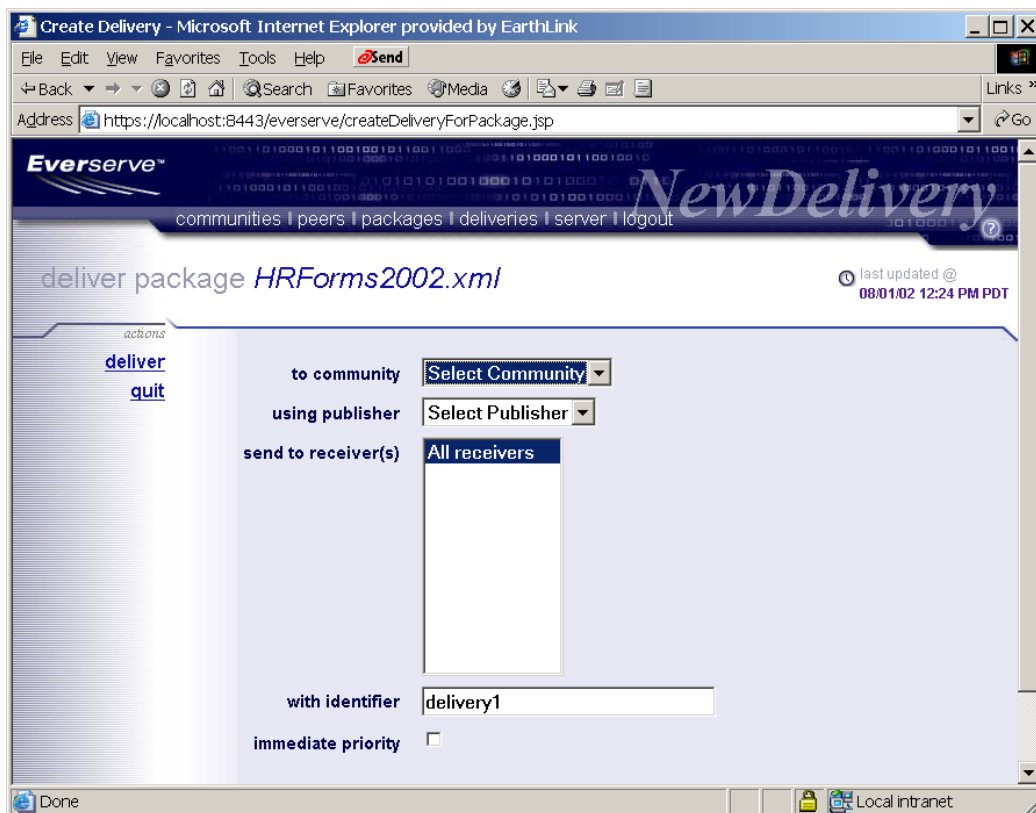 Create Delivery - Microsoft Internet Explorer provided by EarthLink
File Edit View Favorites Tools Help eSend
Back Search Favorites Media Links »
Address https://localhost:8443/everserve/createDeliveryForPackage.jsp Go
Everserve™
NewDelivery
communities | peers | packages | deliveries | server | logout
?
deliver package HRForms2002.xml
last updated @
08/01/02 12:24 PM PDT
actions
deliver
quit
to community Select Community
using publisher Select Publisher
send to receiver(s) All receivers
with identifier delivery1
immediate priority
Done Local intranet